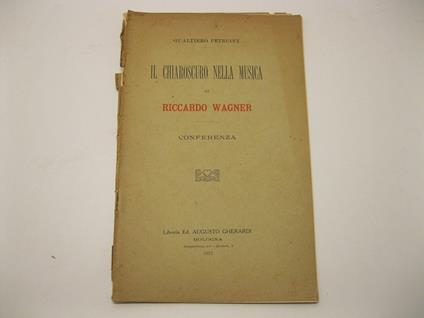 GUALTIERO PETRUCCI
IL CHIAROSCURO NELLA MUSICA
DI
RICCARDO WAGNER
CONFERENZA
Libreria Ed. AUGUSTO GHERARDI
BOLOGNA